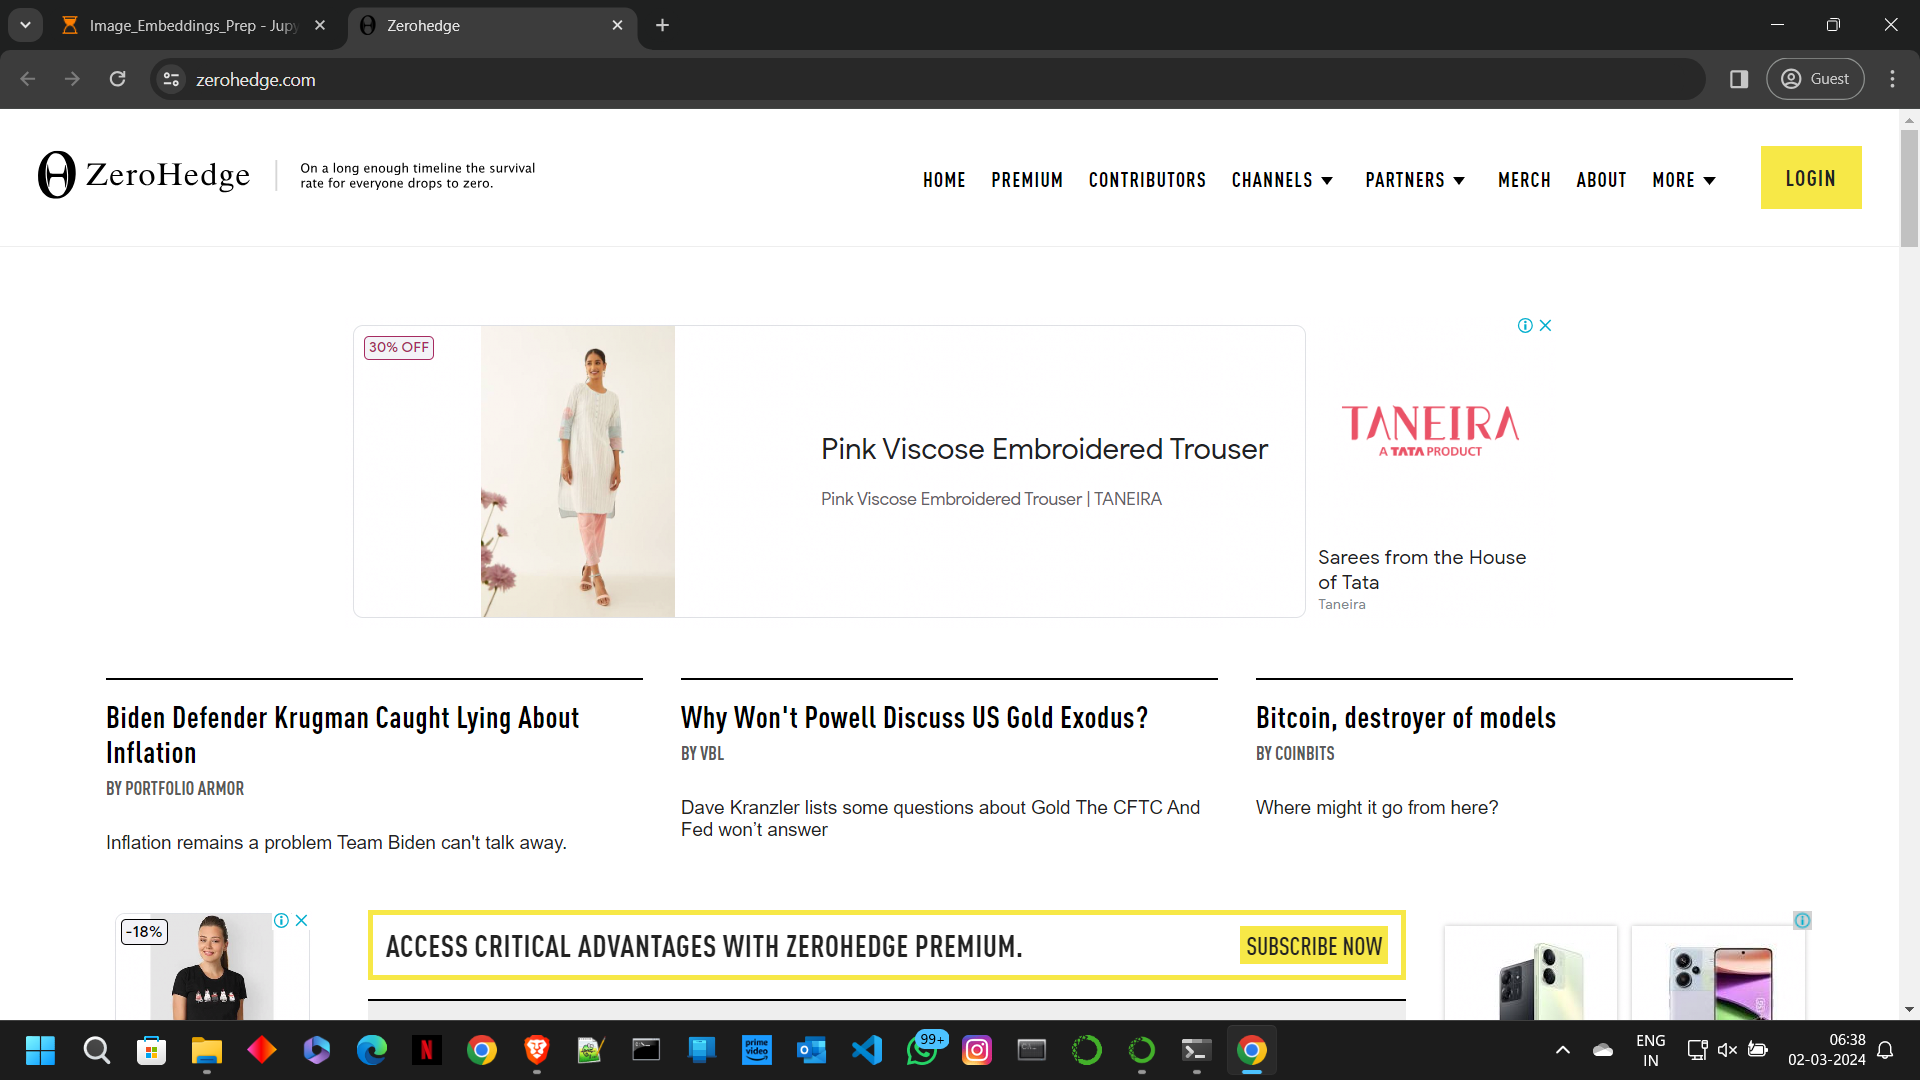 Image_Embeddings_Prep - Jupy
Zerohedge
zerohedge.com
Guest
ZeroHedge
On a long enough timeline the survival
rate for everyone drops to zero.
HOME PREMIUM CONTRIBUTORS CHANNELS PARTNERS MERCH ABOUT MORE
LOGIN
30% OFF
Pink Viscose Embroidered Trouser
Pink Viscose Embroidered Trouser | TANEIRA
TANEIRA
A TATA PRODUCT
Sarees from the House
of Tata
Taneira
Biden Defender Krugman Caught Lying About
Inflation
BY PORTFOLIO ARMOR
Inflation remains a problem Team Biden can't talk away.
Why Won't Powell Discuss US Gold Exodus?
BY VBL
Dave Kranzler lists some questions about Gold The CFTC And
Fed won’t answer
Bitcoin, destroyer of models
BY COINBITS
Where might it go from here?
-18%
ACCESS CRITICAL ADVANTAGES WITH ZEROHEDGE PREMIUM.
SUBSCRIBE NOW
N
prime
video
99+
ENG
IN
06:38
02-03-2024